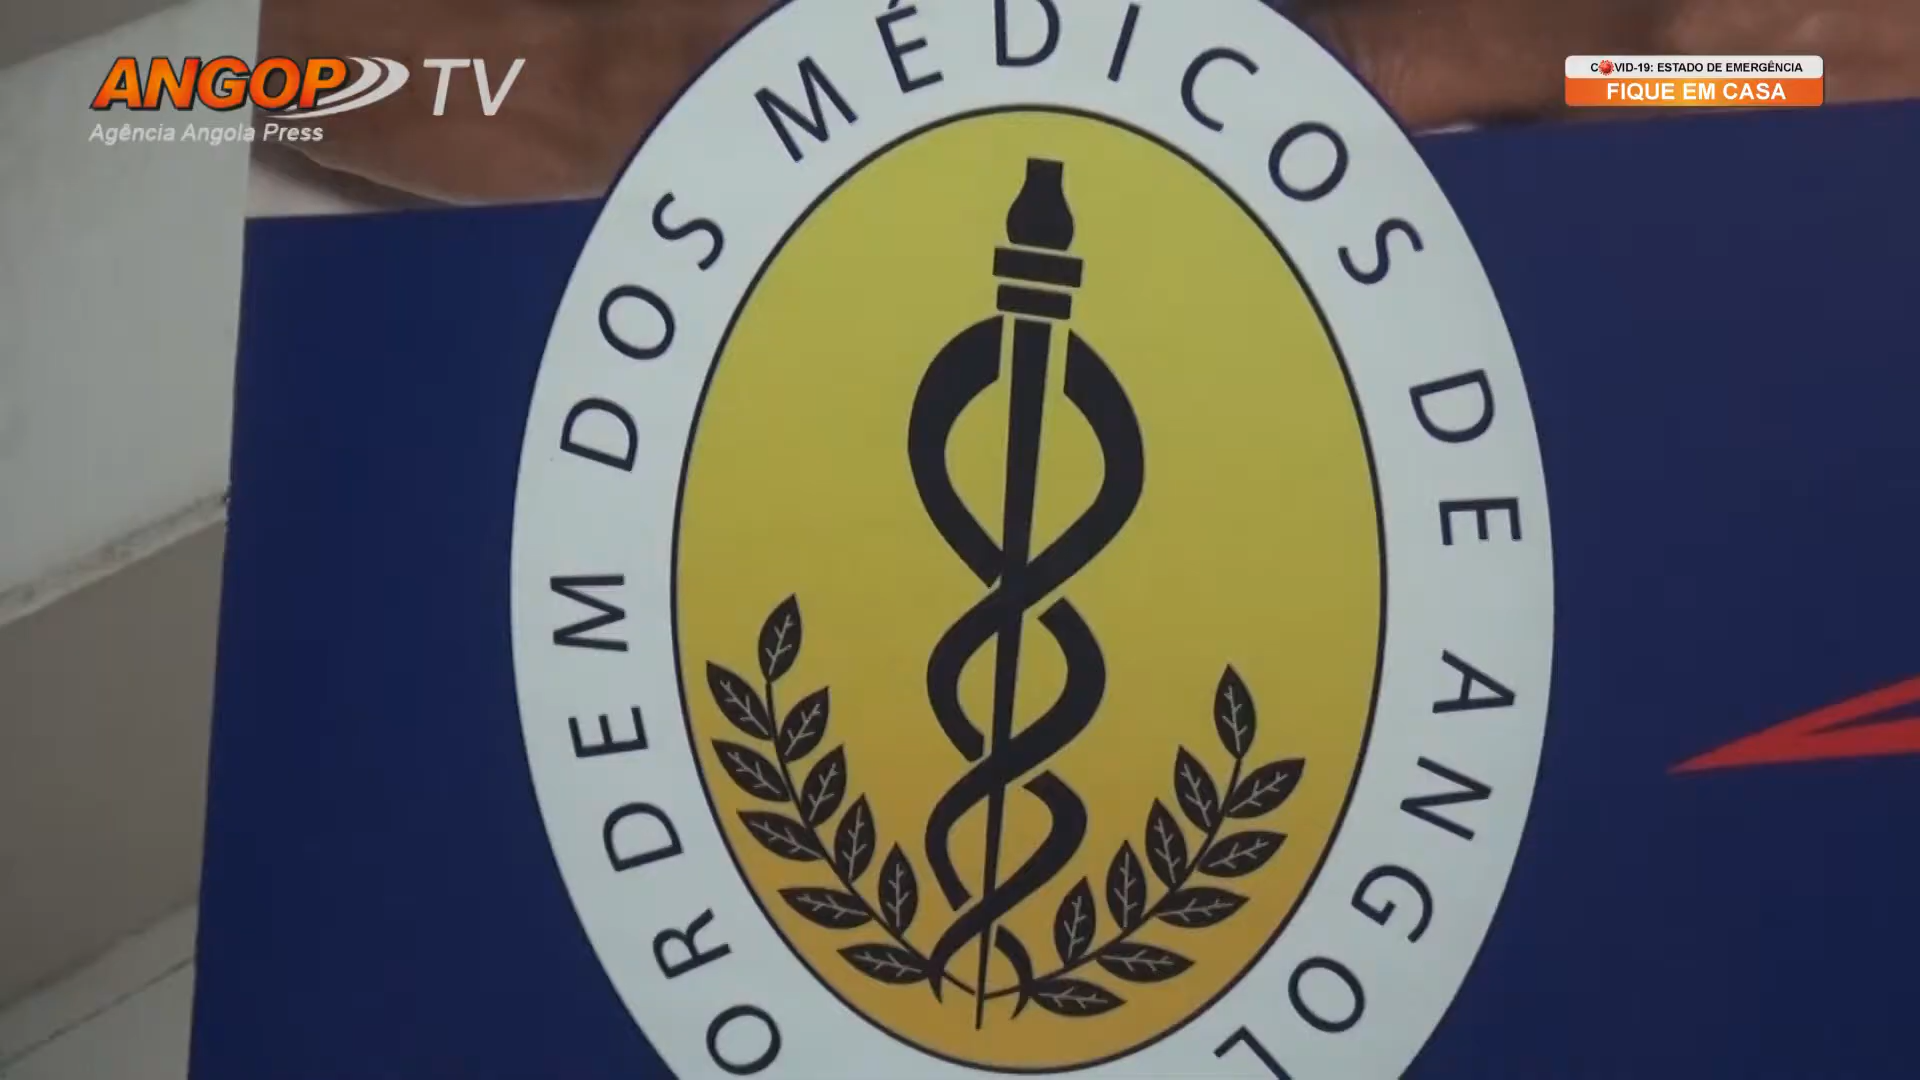 ANGOP TV
Agência Angola Press
COVID-19: ESTADO DE EMERGÊNCIA
FIQUE EM CASA
ORDEM DOS MÉDICOS DE ANGOL